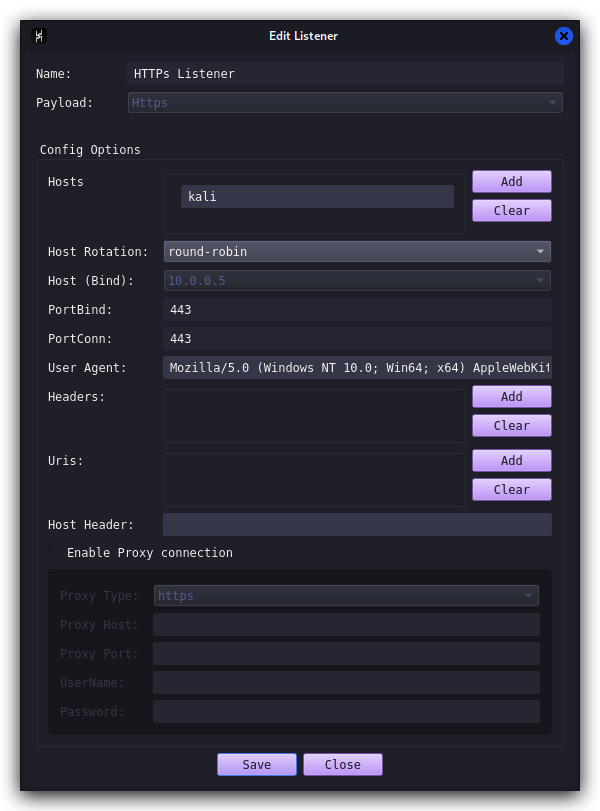 Edit Listener
Name: HTTPs Listener
Payload: Https
Config Options
Hosts kali Add
Clear
Host Rotation: round-robin
Host (Bind): 10.0.0.5
PortBind: 443
PortConn: 443
User Agent: Mozilla/5.0 (Windows NT 10.0; Win64; x64) AppleWebKit
Headers: Add
Clear
Uris: Add
Clear
Host Header:
Enable Proxy connection
Proxy Type: https
Proxy Host:
Proxy Port:
UserName:
Password:
Save Close